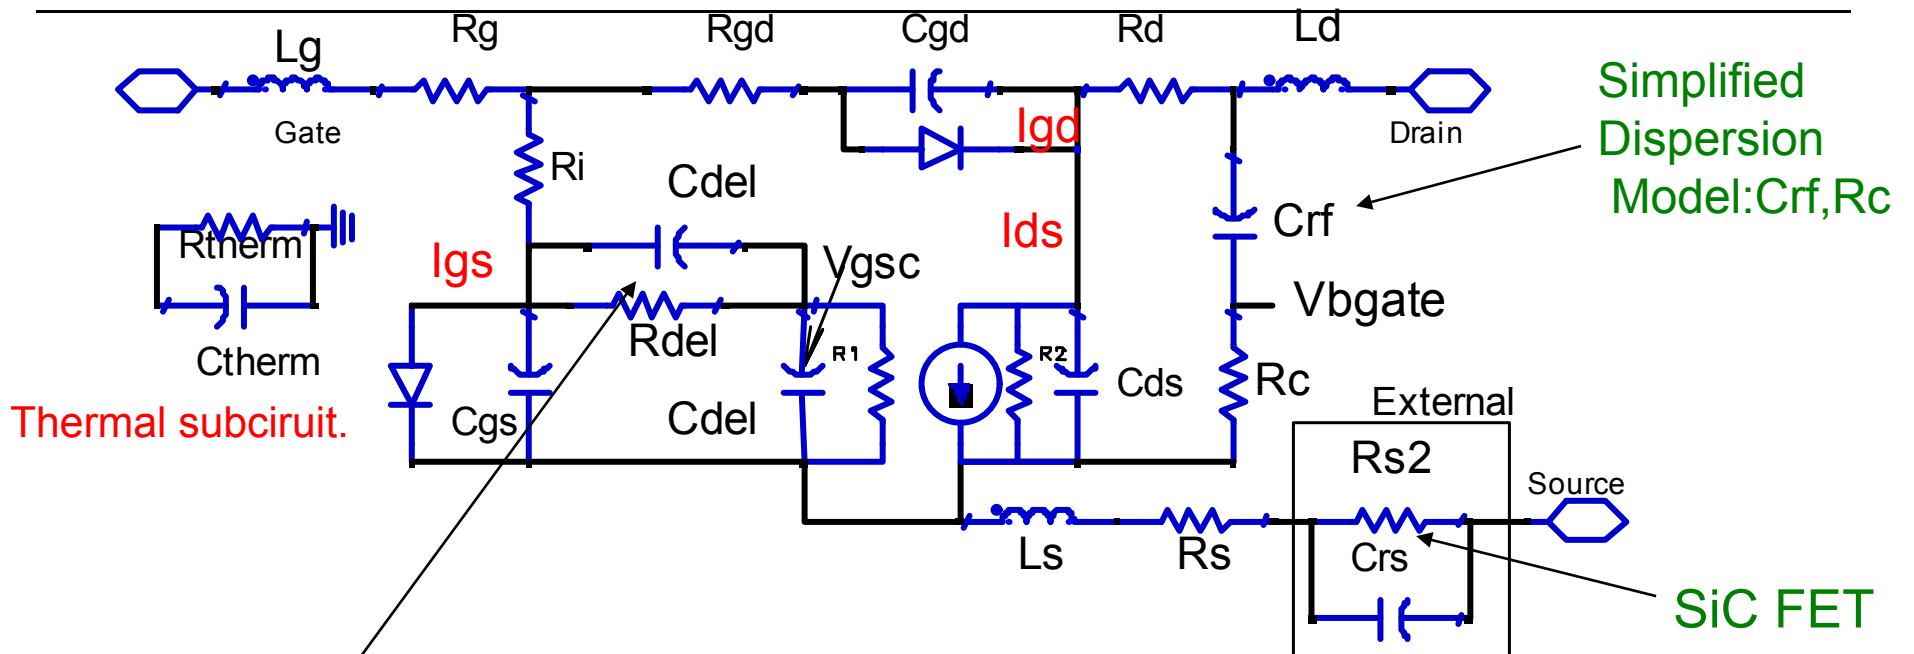 Rg
Rgd
Cgd
Rd
Ld
Lg
Gate
Drain
Simplified
Dispersion
Model:Crf,Rc
Igd
Ri
Cdel
Crf
Rtherm
Igs
Vgsc
Ids
Vbgate
Ctherm
Rdel
R1
R2
Cds
Rc
Thermal subciruit.
Cgs
Cdel
External
Rs2
Source
Ls
Rs
Crs
SiC FET